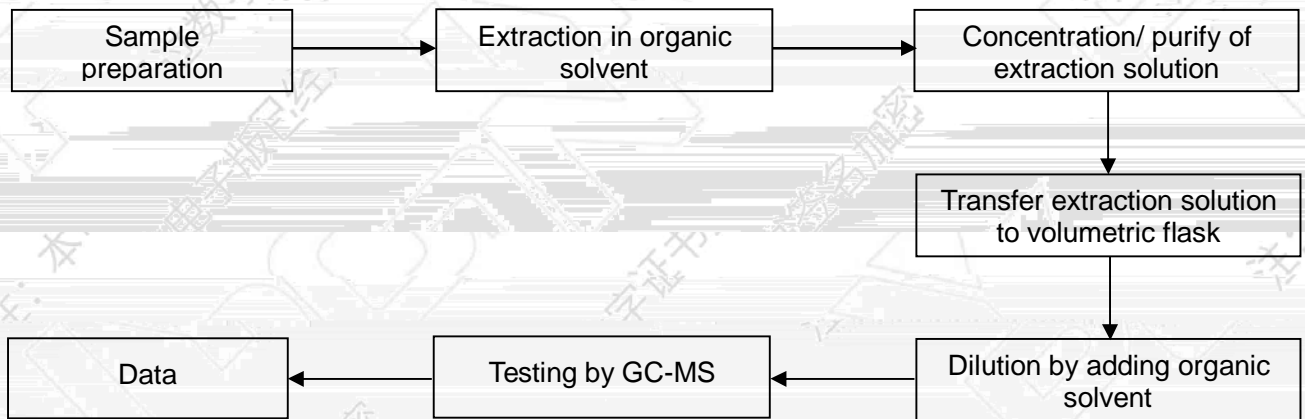 Sample
preparation
Extraction in organic
solvent
Concentration/ purify of
extraction solution
Transfer extraction solution
to volumetric flask
Dilution by adding organic
solvent
Testing by GC-MS
Data